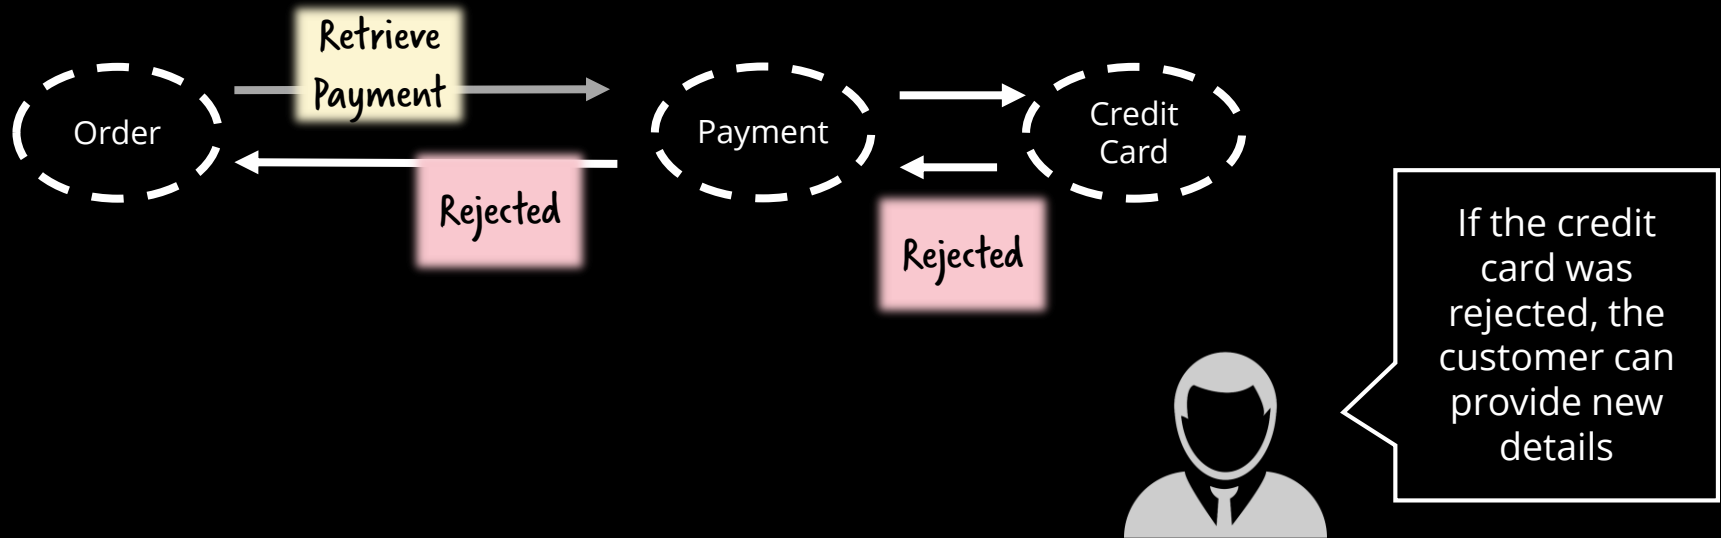 Retrieve
Payment
Order
Payment
Credit
Card
Rejected
Rejected
If the credit
card was
rejected, the
customer can
provide new
details